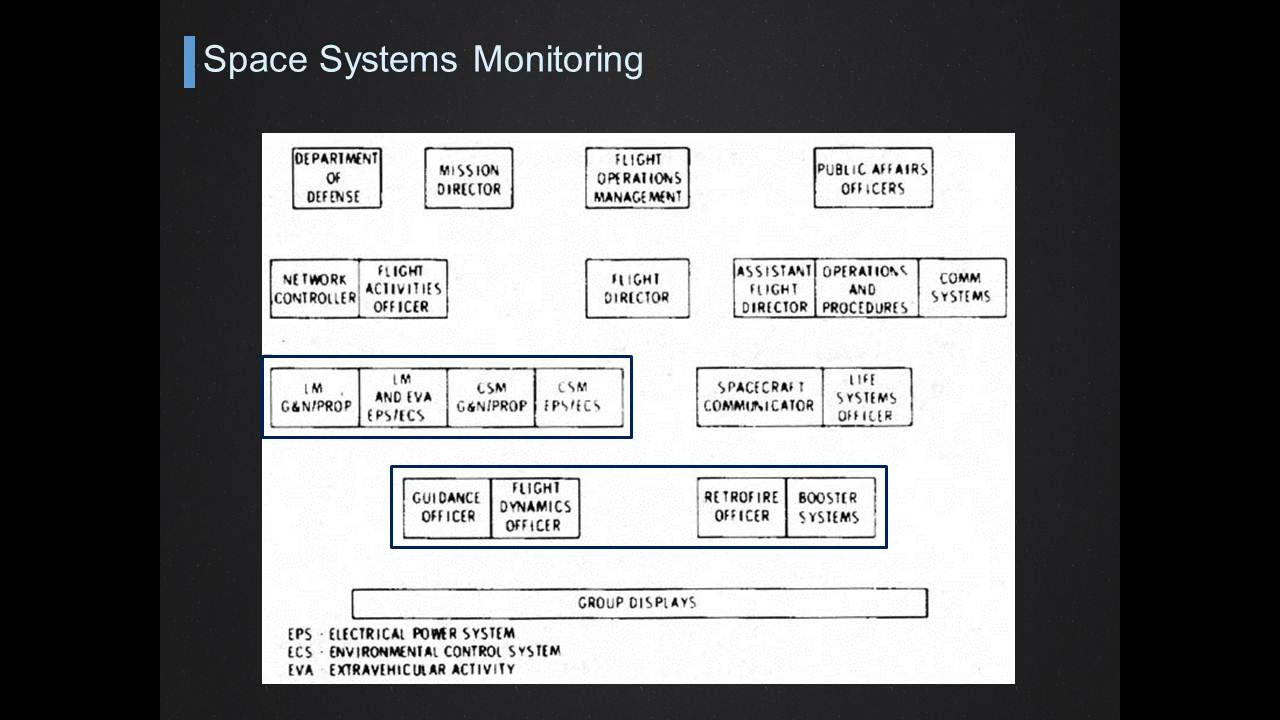 Space Systems Monitoring
DEPARTMENT
OF
DEFENSE
MISSION
DIRECTOR
FLIGHT
OPERATIONS
MANAGEMENT
PUBLIC AFFAIRS
OFFICERS
NETWORK
CONTROLLER
FLIGHT
ACTIVITIES
OFFICER
FLIGHT
DIRECTOR
ASSISTANT
FLIGHT
DIRECTOR
OPERATIONS
AND
PROCEDURES
COMM
SYSTEMS
LM
G&N/PROP
LM
AND EVA
EPS/ECS
CSM
G&N/PROP
CSM
EPS/ECS
SPACECRAFT
COMMUNICATOR
LIFE
SYSTEMS
OFFICER
GUIDANCE
OFFICER
FLIGHT
DYNAMICS
OFFICER
RETROFIRE
OFFICER
BOOSTER
SYSTEMS
GROUP DISPLAYS
EPS - ELECTRICAL POWER SYSTEM
ECS - ENVIRONMENTAL CONTROL SYSTEM
EVA - EXTRAVEHICULAR ACTIVITY